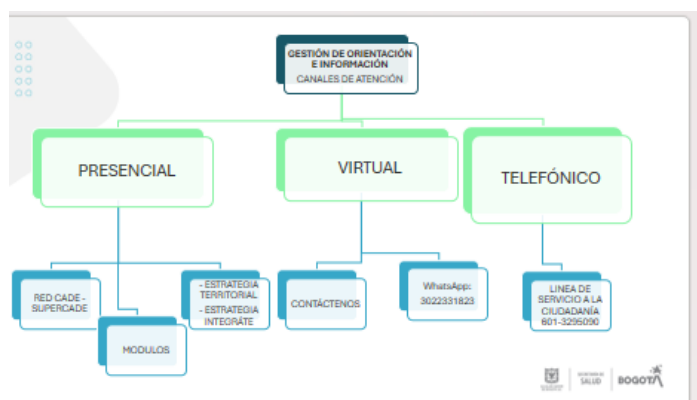 GESTIÓN DE ORIENTACIÓN
E INFORMACIÓN
CANALES DE ATENCIÓN
PRESENCIAL
VIRTUAL
TELEFÓNICO
RED CADE -
SUPERCADE
MODULOS
- ESTRATEGIA
TERRITORIAL
- ESTRATEGIA
INTEGRÁTE
CONTÁCTENOS
WhatsApp:
3022331823
LINEA DE
SERVICIO A LA
CIUDADANÍA
601-3295090
SALUD
BOGOTÁ